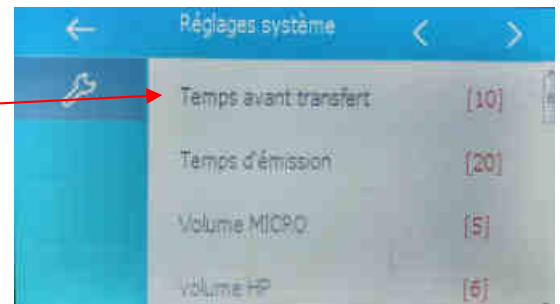 Réglages système
Temps avant transfert [10]
Temps d'émission [20]
Volume MICRO [5]
volume HP [6]